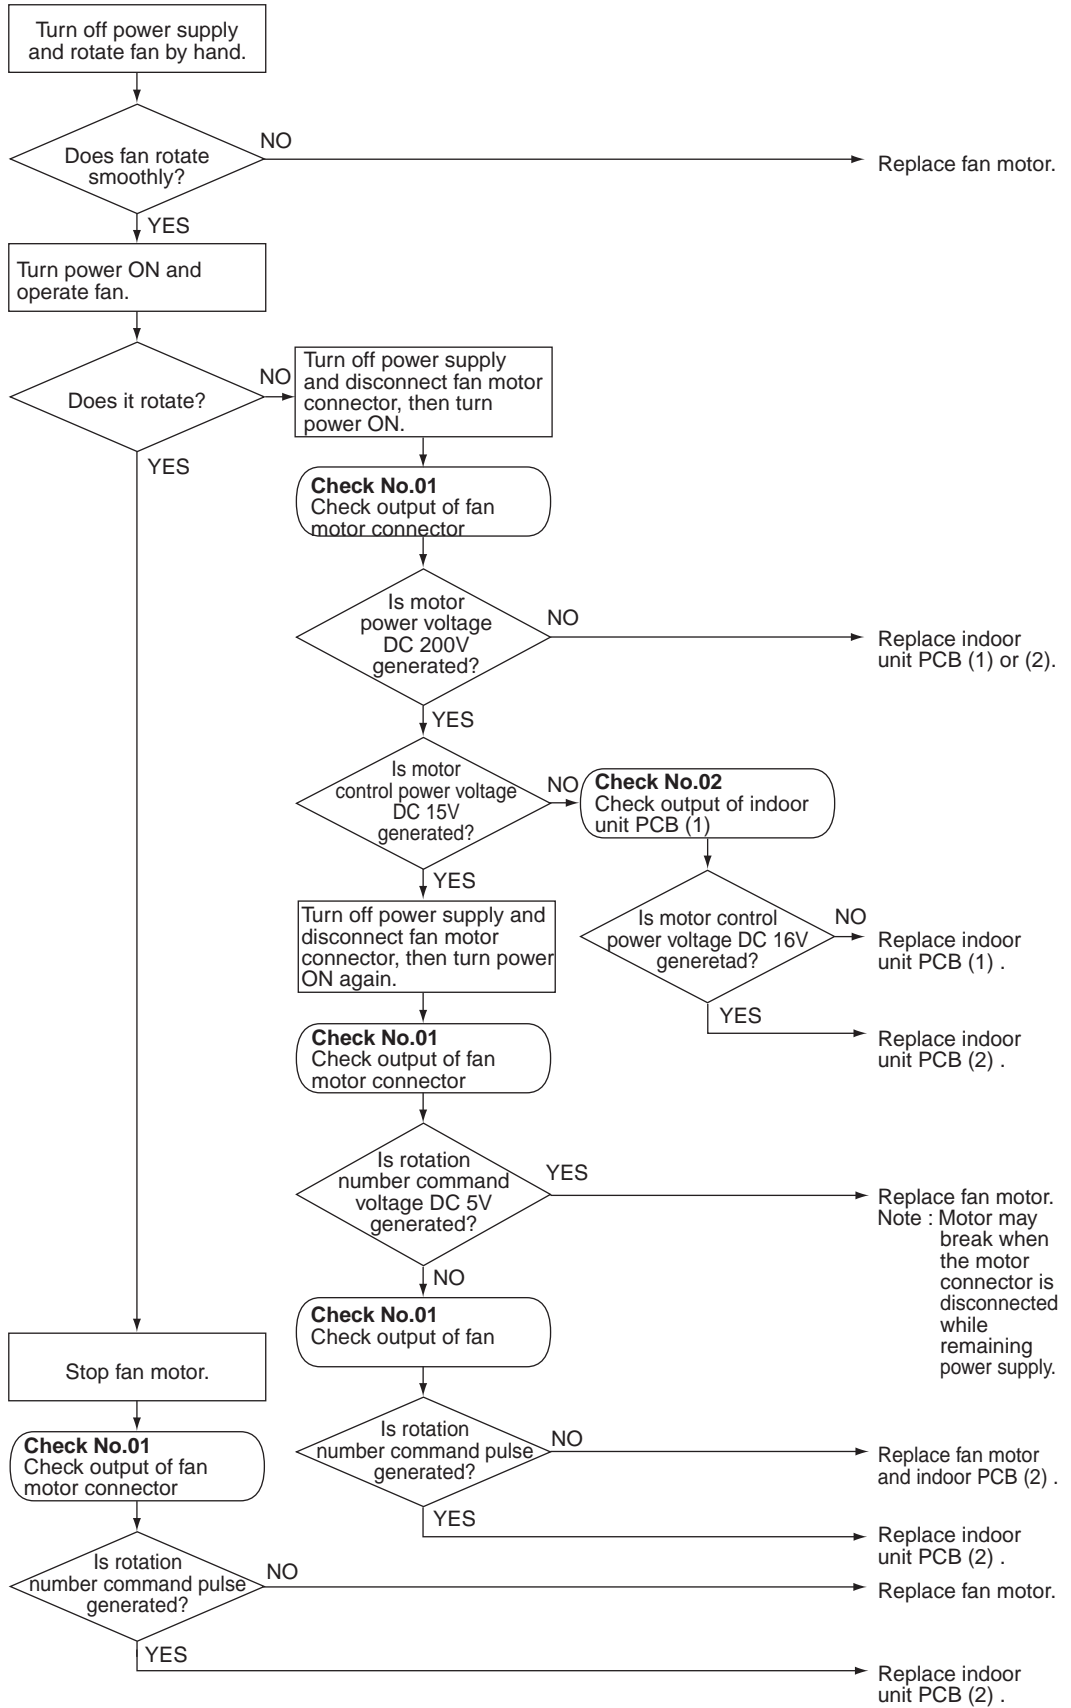 Turn off power supply
and rotate fan by hand.
Does fan rotate
smoothly?
NO
Replace fan motor.
YES
Turn power ON and
operate fan.
Does it rotate?
NO
Turn off power supply
and disconnect fan motor
connector, then turn
power ON.
YES
Check No.01
Check output of fan
motor connector
Is motor
power voltage
DC 200V
generated?
NO
Replace indoor
unit PCB (1) or (2).
YES
Is motor
control power voltage
DC 15V
generated?
NO
Check No.02
Check output of indoor
unit PCB (1)
YES
Is motor control
power voltage DC 16V
generetad?
NO
Replace indoor
unit PCB (1) .
YES
Replace indoor
unit PCB (2) .
Turn off power supply and
disconnect fan motor
connector, then turn power
ON again.
Check No.01
Check output of fan
motor connector
Is rotation
number command
voltage DC 5V
generated?
YES
Replace fan motor.
Note : Motor may
break when
the motor
connector is
disconnected
while
remaining
power supply.
NO
Check No.01
Check output of fan
Is rotation
number command pulse
generated?
NO
Replace fan motor
and indoor PCB (2) .
YES
Replace indoor
unit PCB (2) .
Stop fan motor.
Check No.01
Check output of fan
motor connector
Is rotation
number command pulse
generated?
NO
Replace fan motor.
YES
Replace indoor
unit PCB (2) .